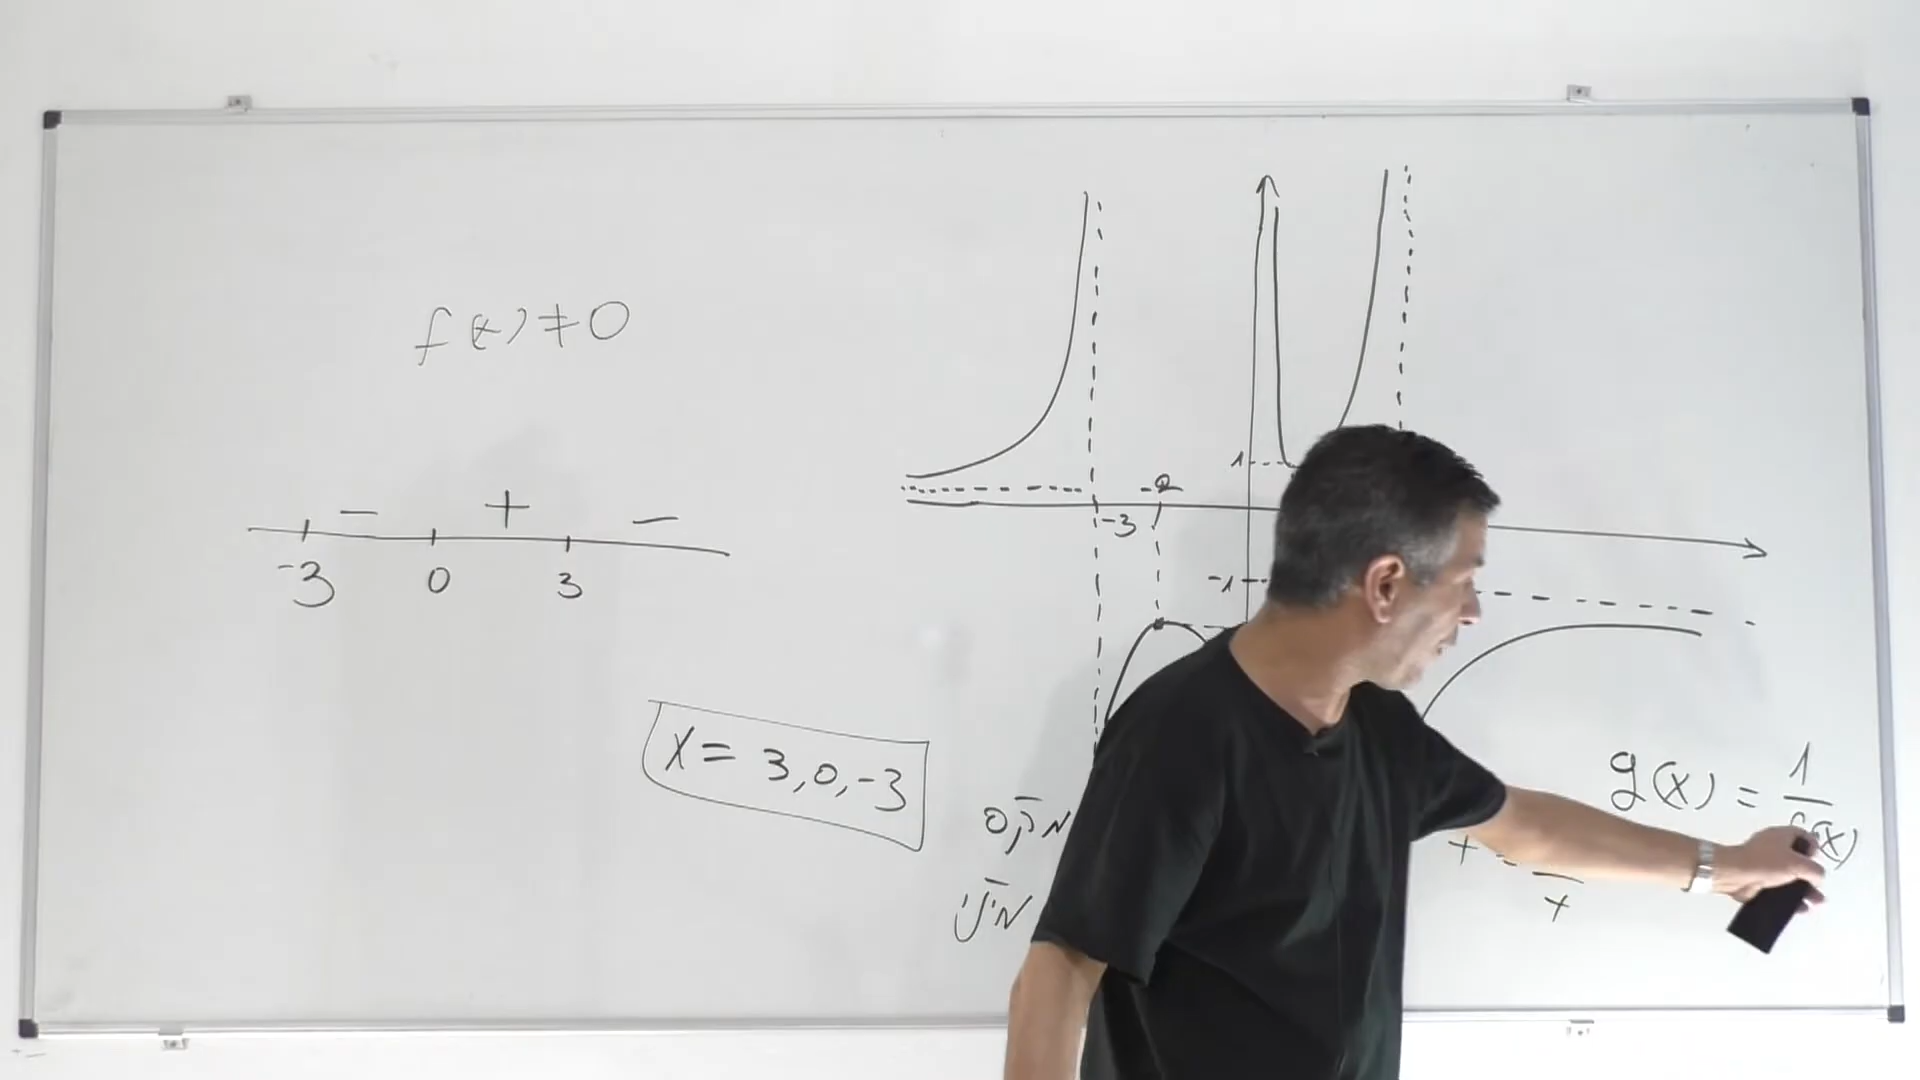 f(x) ≠ 0
- + -
-3 0 3
x = 3, 0, -3
1
-2
-3
-1
g(x) = 1/f(x)
+ = -/+